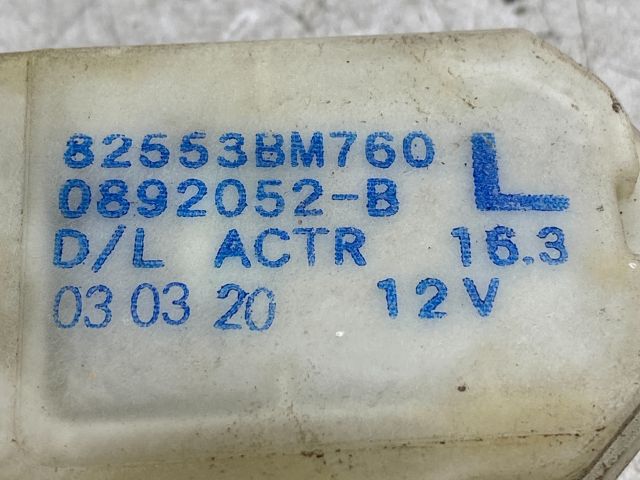 82553BM760
0892052-B L
D/L ACTR 16.3
03 03 20 12V